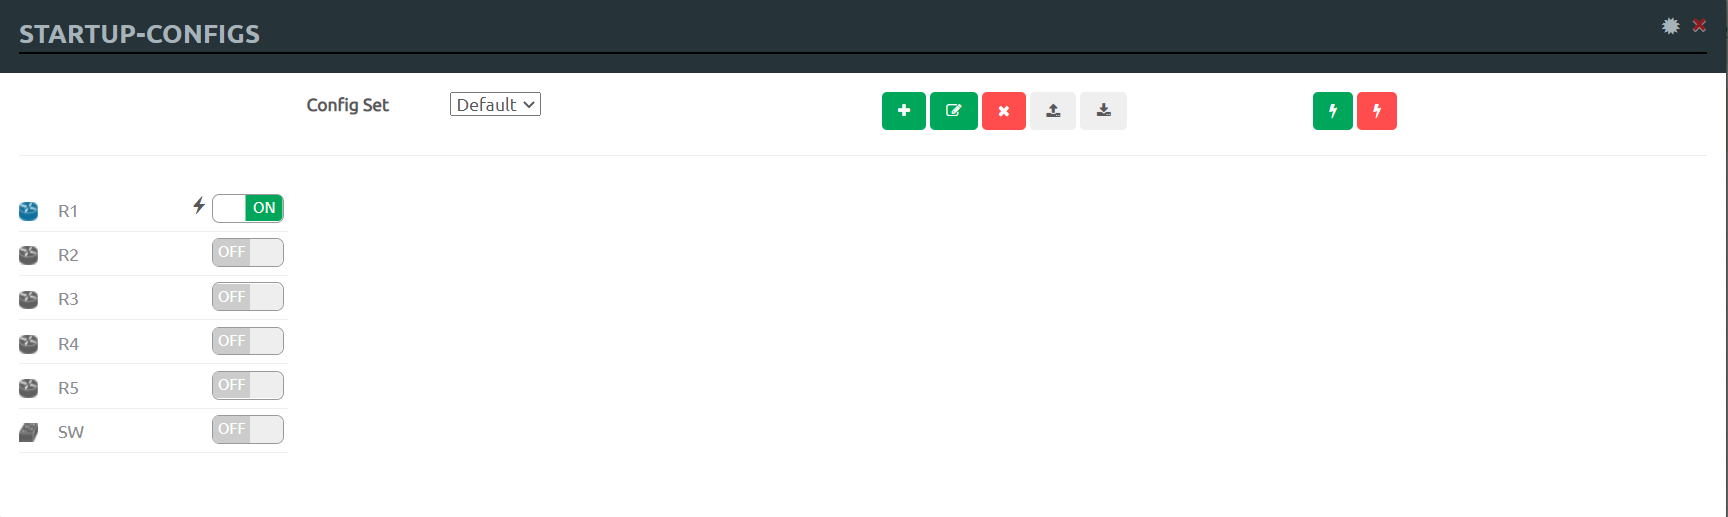 STARTUP-CONFIGS
Config Set Default
R1 ON
R2 OFF
R3 OFF
R4 OFF
R5 OFF
SW OFF